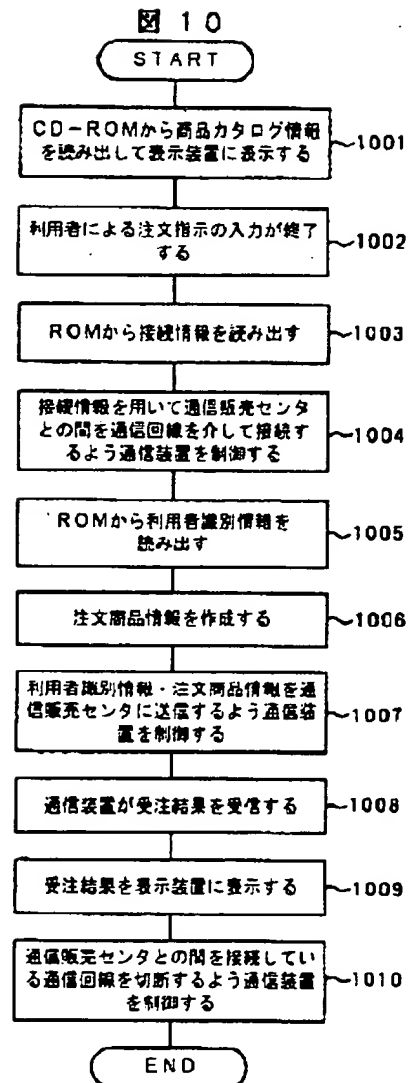 図 10
START
CD-ROMから商品カタログ情報
を読み出して表示装置に表示する
1001
利用者による注文指示の入力が終了
する
1002
ROMから接続情報を読み出す
1003
接続情報を用いて通信販売センタ
との間を通信回線を介して接続す
るよう通信装置を制御する
1004
ROMから利用者識別情報を
読み出す
1005
注文商品情報を作成する
1006
利用者識別情報・注文商品情報を通
信販売センタに送信するよう通信装
置を制御する
1007
通信装置が受注結果を受信する
1008
受注結果を表示装置に表示する
1009
通信販売センタとの間を接続してい
る通信回線を切断するよう通信装置
を制御する
1010
END